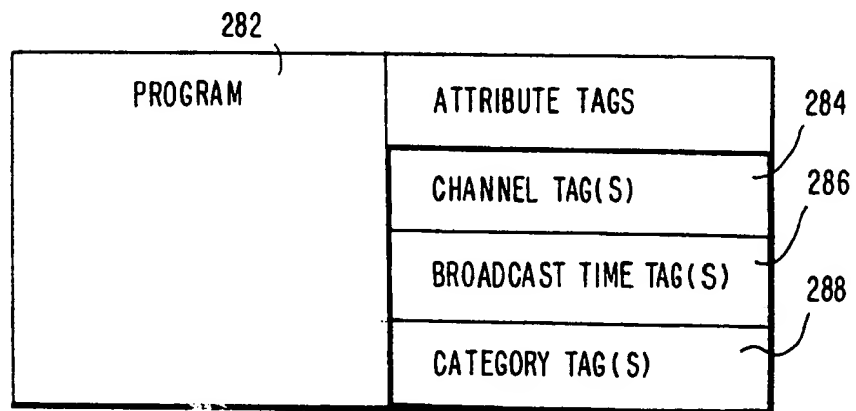 282
PROGRAM
ATTRIBUTE TAGS
284
CHANNEL TAG(S)
286
BROADCAST TIME TAG(S)
288
CATEGORY TAG(S)